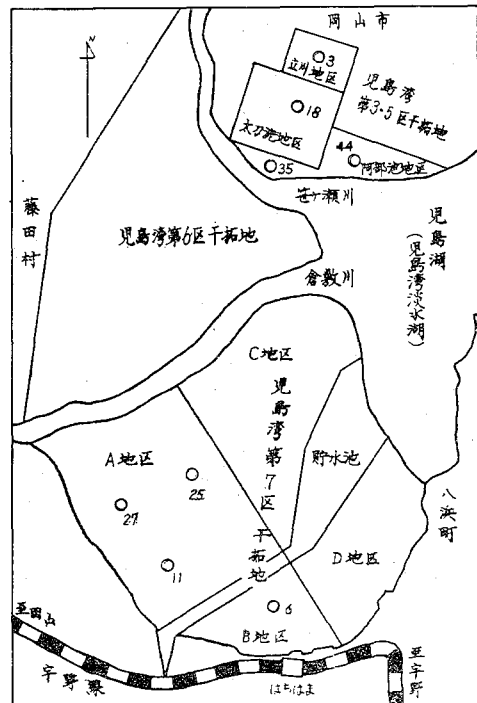 岡山市
N
3
立川地区
18
太刀洗地区
児島湾
第3・5区干拓地
44
阿部池地区
35
笹ヶ瀬川
藤田村
児島湾第6区干拓地
倉敷川
児島湖
(児島湾淡水湖)
C地区
児島湾第7区
干拓地
貯水池
A地区
25
27
11
D地区
八浜町
6
B地区
至岡山
宇野線
はちはま
至宇野